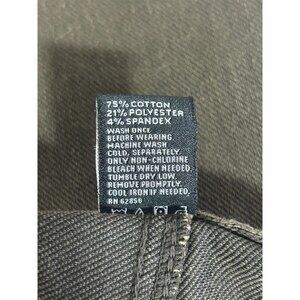 75% COTTON
21% POLYESTER
4% SPANDEX
WASH ONCE
BEFORE WEARING.
MACHINE WASH
COLD, SEPARATELY.
ONLY NON-CHLORINE
BLEACH WHEN NEEDED.
TUMBLE DRY LOW.
REMOVE PROMPTLY.
COOL IRON IF NEEDED.
RN 62856